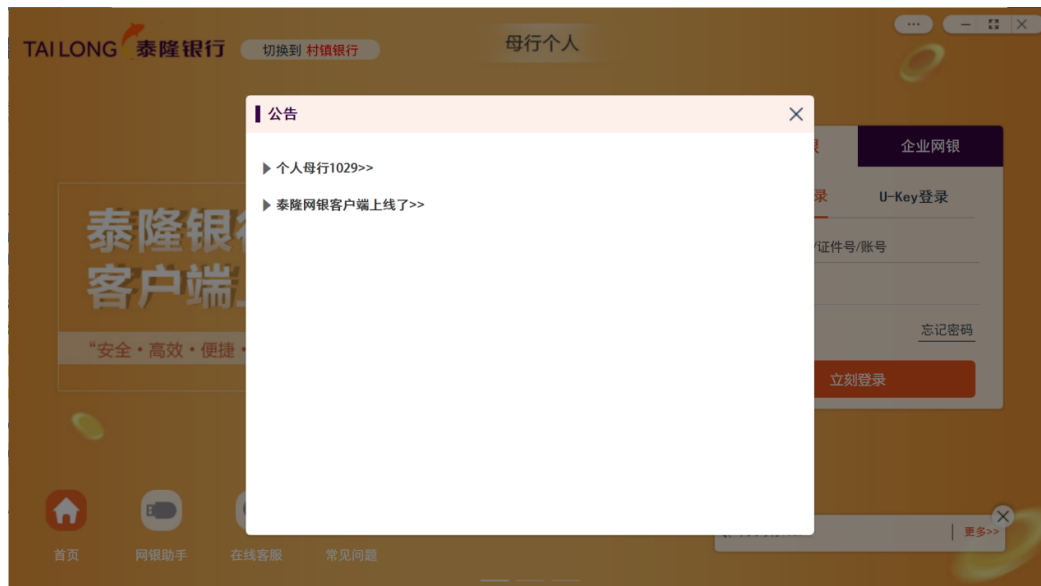 TAILONG 泰隆银行
切换到 村镇银行
母行个人
公告
个人母行1029>>
泰隆网银客户端上线了>>
泰隆银
客户端
“安全·高效·便捷·
企业网银
录
U-Key登录
/证件号/账号
忘记密码
立刻登录
首页
网银助手
在线客服
常见问题
更多>>